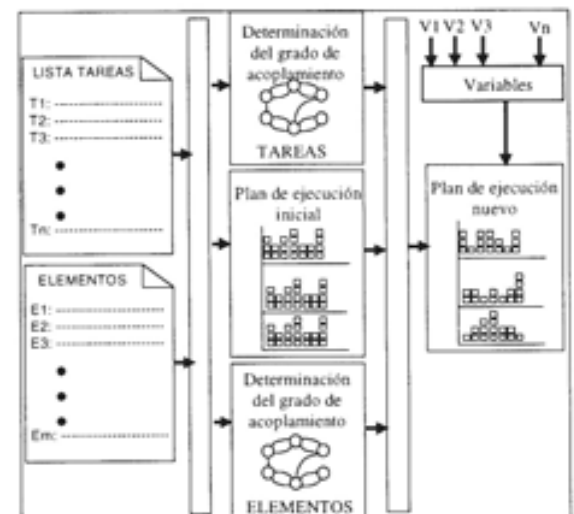 LISTA TAREAS
T1:
T2:
T3:
Tn:
ELEMENTOS
E1:
E2:
E3:
Em:
Determinación
del grado de
acoplamiento
TAREAS
Plan de ejecución
inicial
Determinación
del grado de
acoplamiento
ELEMENTOS
V1 V2 V3 Vn
Variables
Plan de ejecución
nuevo